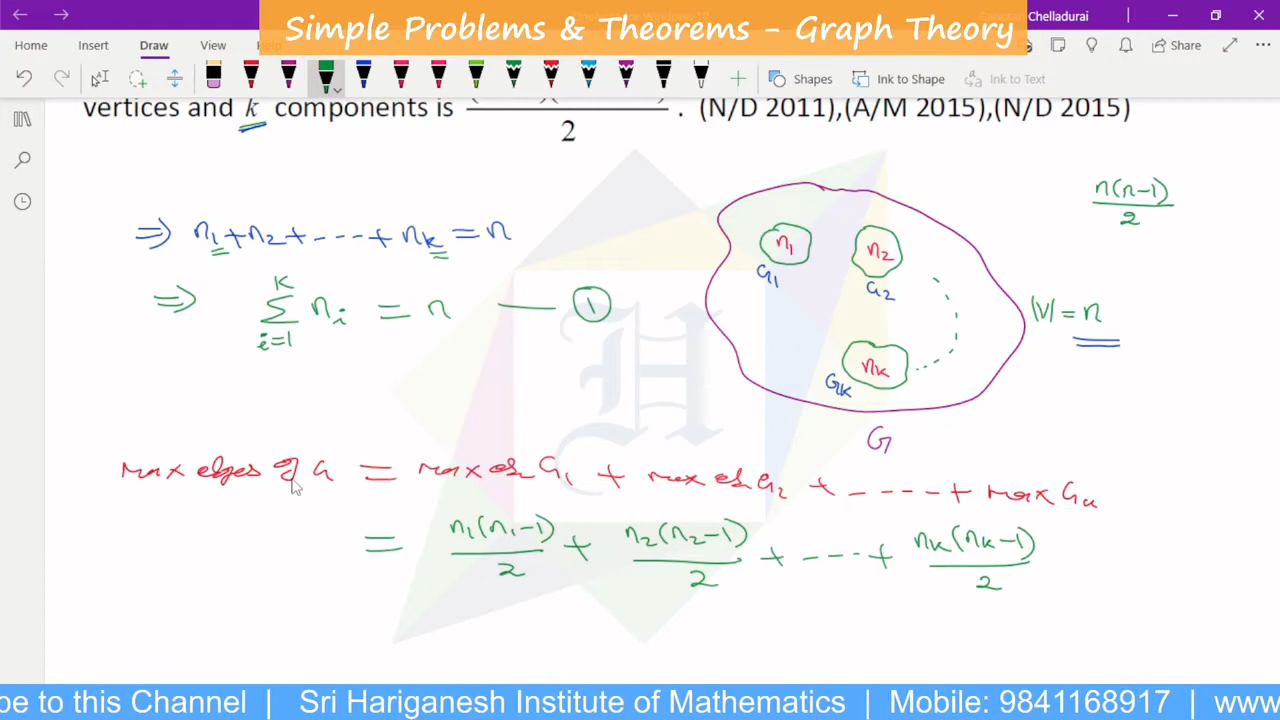 Simple Problems & Theorems - Graph Theory
Chelladurai
Home Insert Draw View
Share
Shapes Ink to Shape Ink to Text
vertices and k components is
2
. (N/D 2011),(A/M 2015),(N/D 2015)
n(n-1)
2
⇒ n1+n2+----+ nk = n
⇒ k
∑ ni = n —— ①
i=1
n1
G1
n2
G2
nk
Gk
|V| = n
G
max edges of G = max es G1 + max es G2 + ----+ max Gk
= n1(n1-1)/2 + n2(n2-1)/2 + ----+ nk(nk-1)/2
be to this Channel | Sri Hariganesh Institute of Mathematics | Mobile: 9841168917 | www